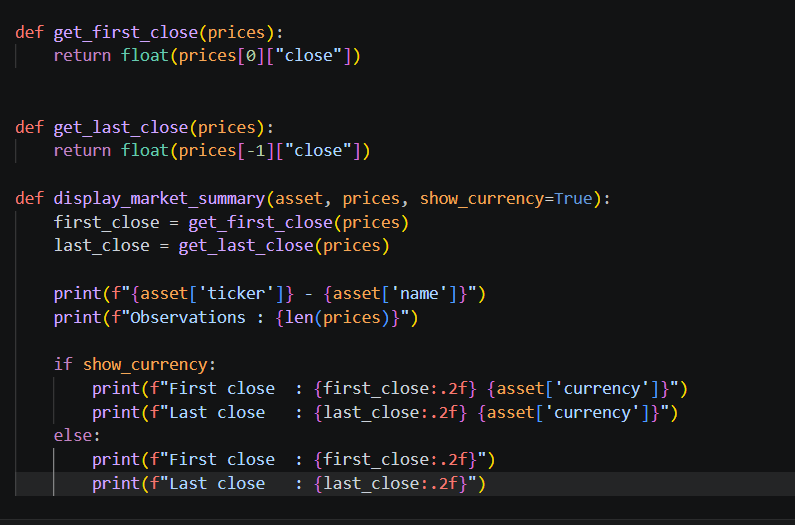 def get_first_close(prices):
    return float(prices[0]["close"])
def get_last_close(prices):
    return float(prices[-1]["close"])
def display_market_summary(asset, prices, show_currency=True):
    first_close = get_first_close(prices)
    last_close = get_last_close(prices)
    print(f"{asset['ticker']} - {asset['name']}")
    print(f"Observations : {len(prices)}")
    if show_currency:
        print(f"First close  : {first_close:.2f} {asset['currency']}")
        print(f"Last close   : {last_close:.2f} {asset['currency']}")
    else:
        print(f"First close  : {first_close:.2f}")
        print(f"Last close   : {last_close:.2f}")